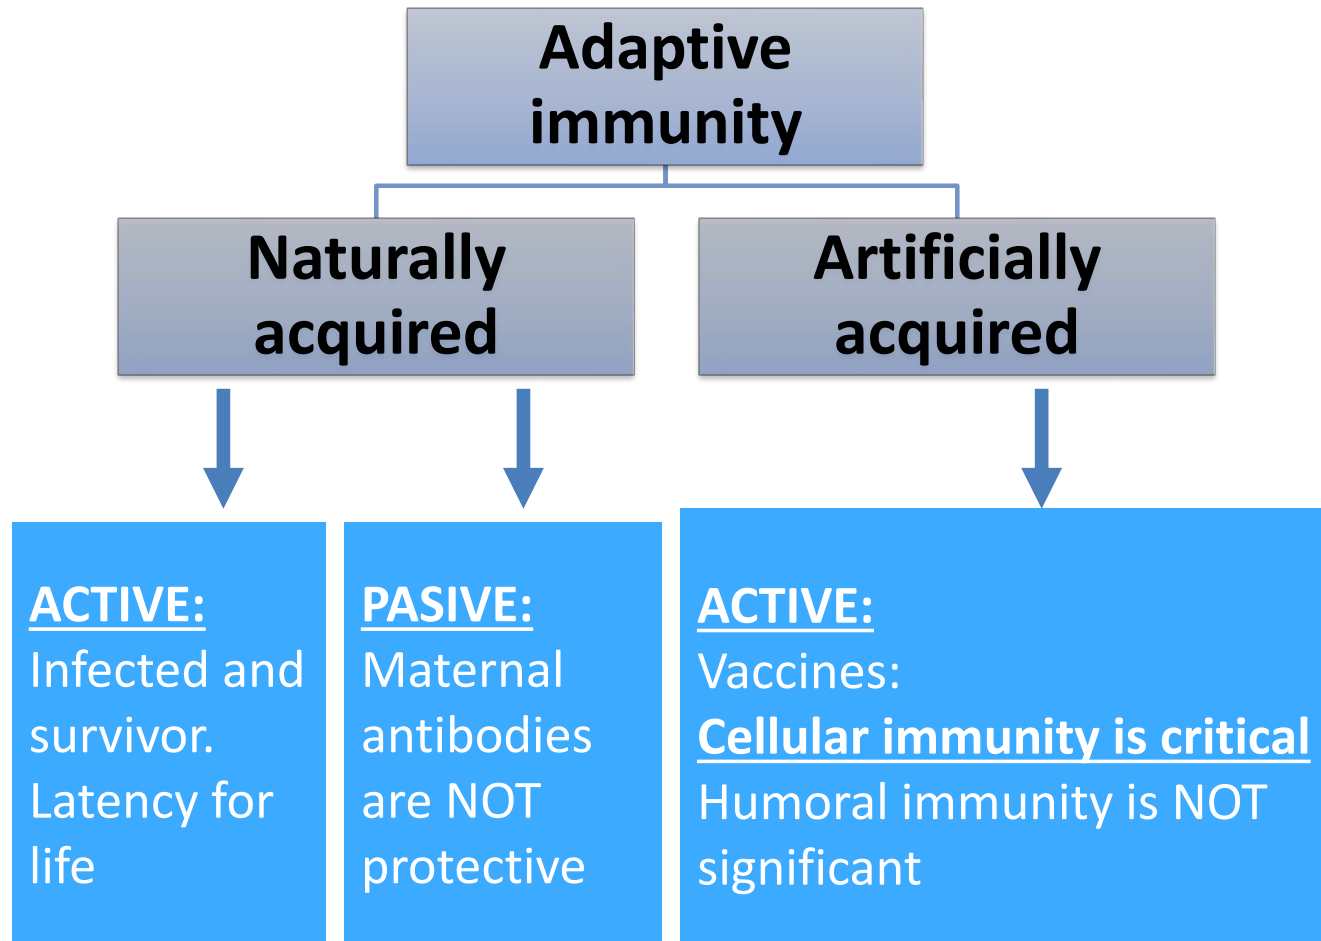 Adaptive
immunity
Naturally
acquired
Artificially
acquired
ACTIVE:
Infected and
survivor.
Latency for
life
PASIVE:
Maternal
antibodies
are NOT
protective
ACTIVE:
Vaccines:
Cellular immunity is critical
Humoral immunity is NOT
significant